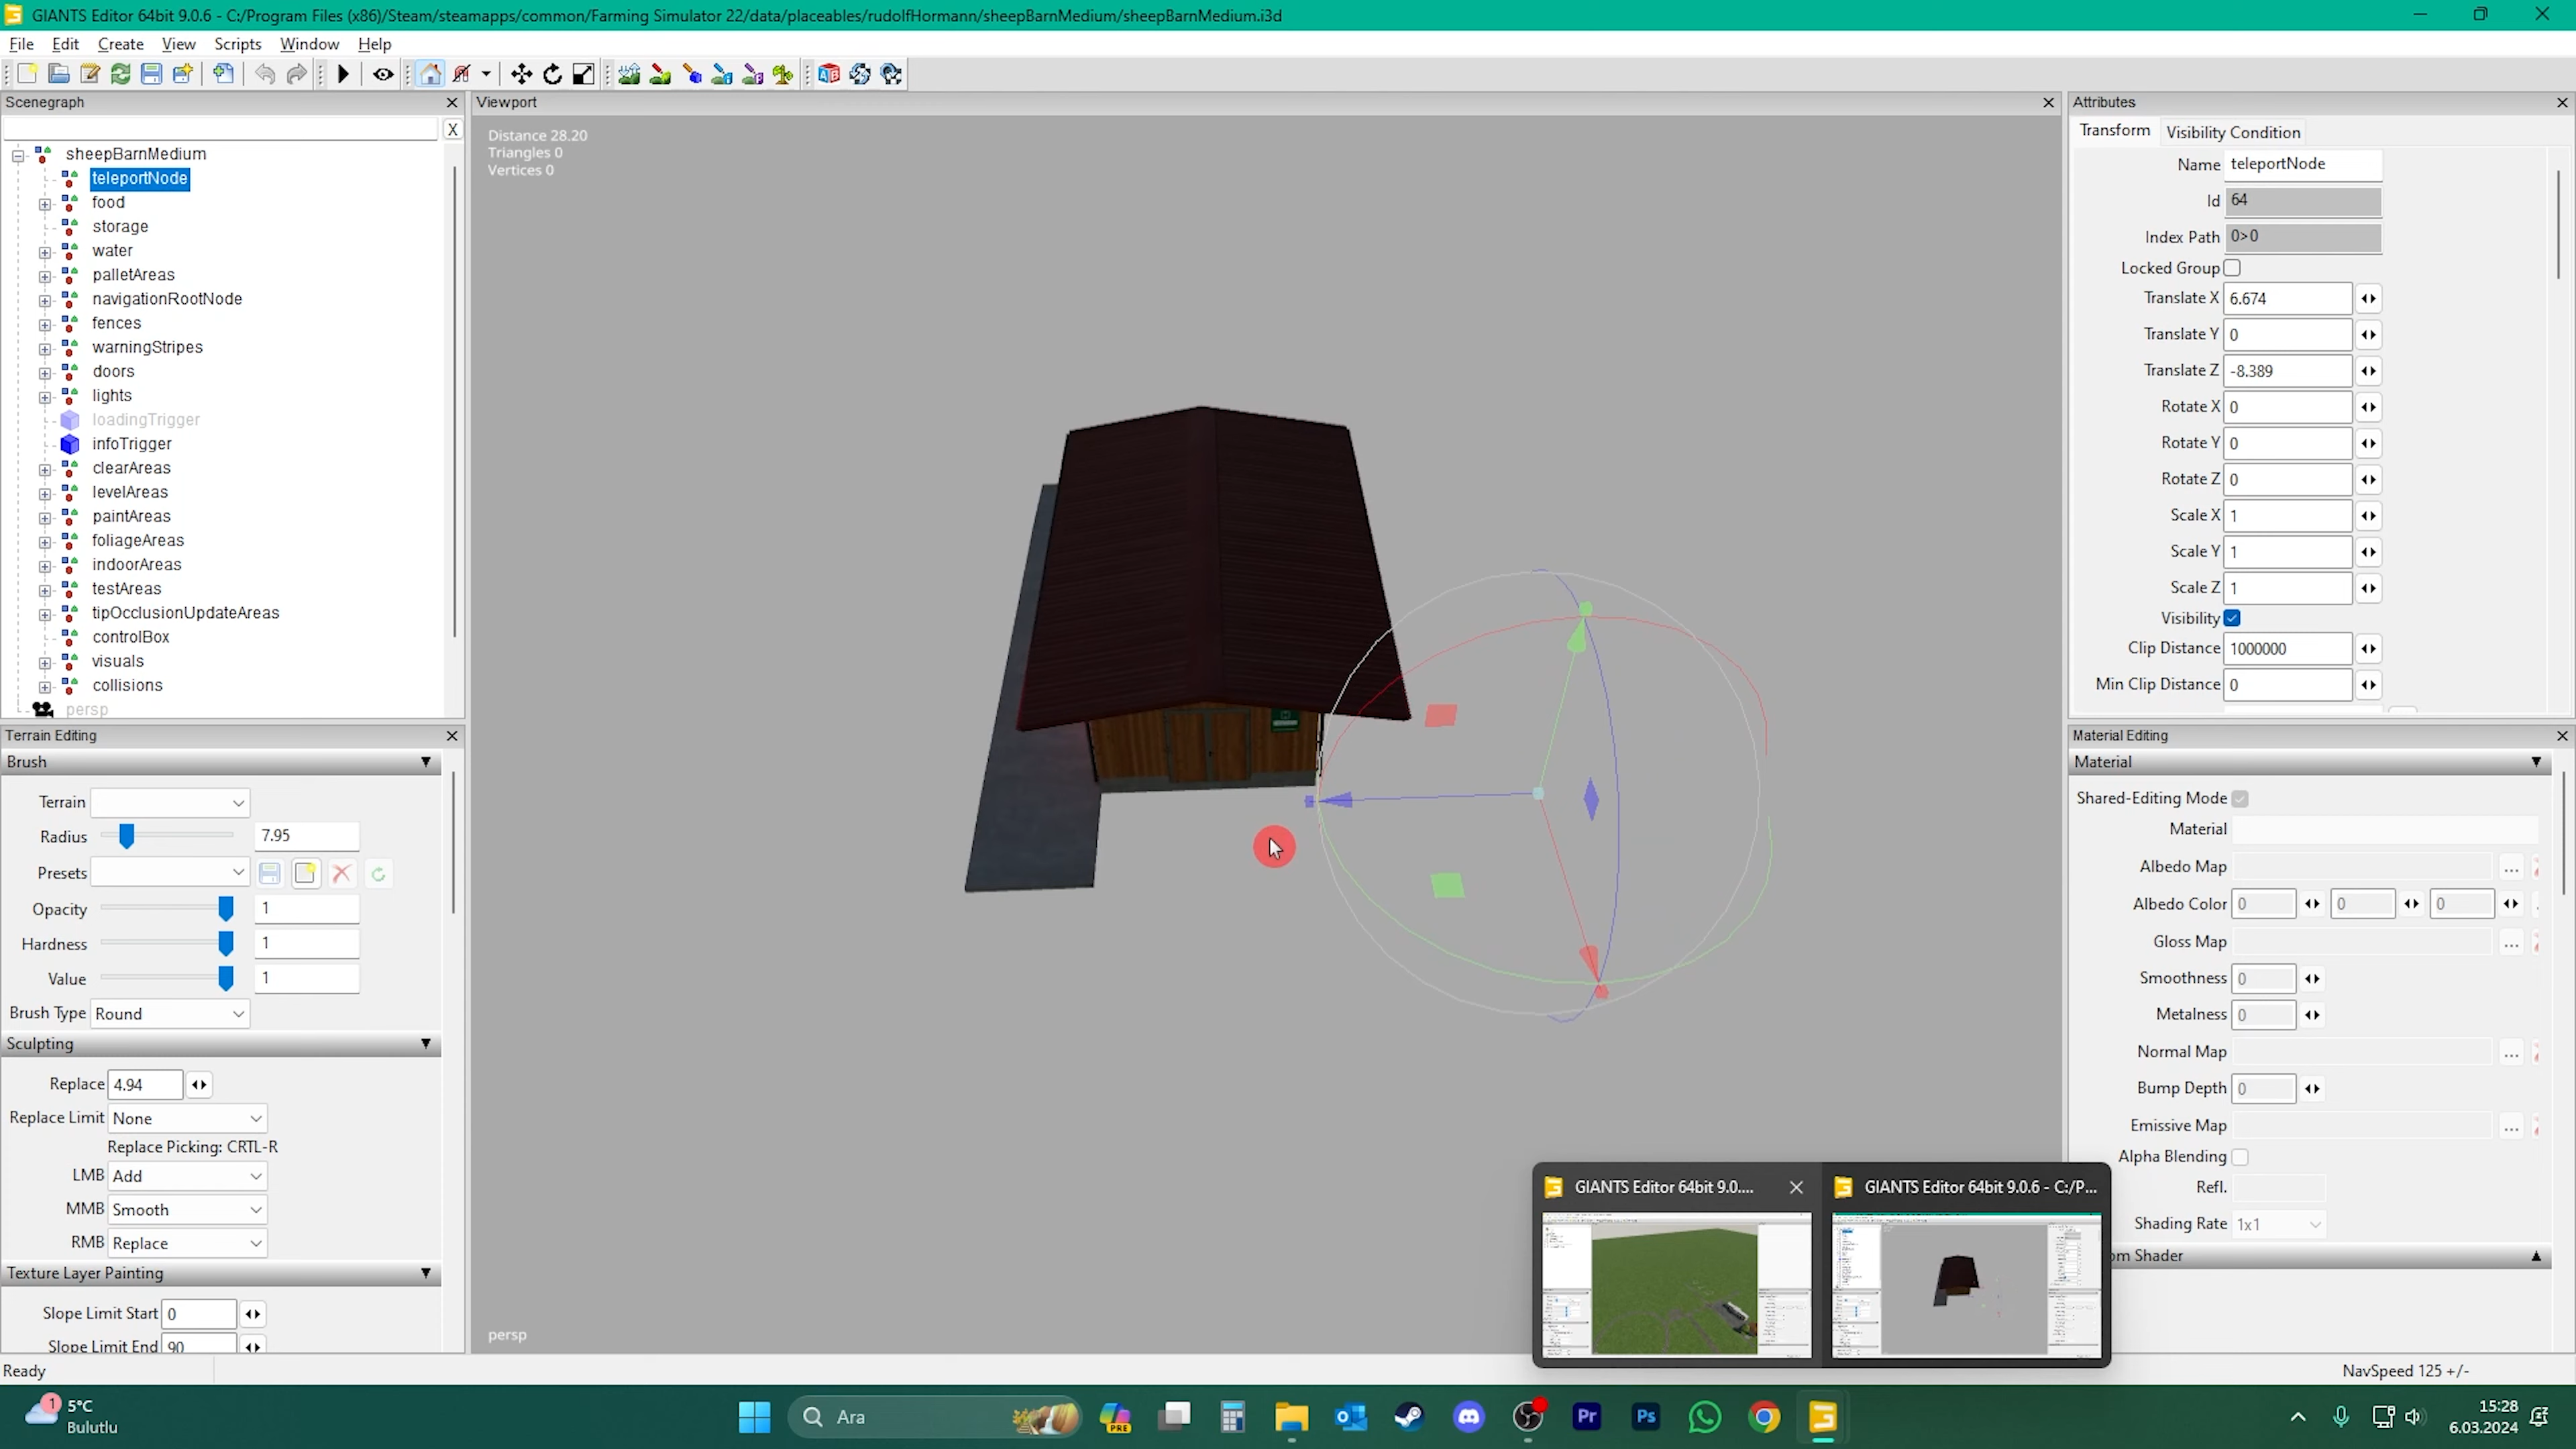 GIANTS Editor 64bit 9.0.6 - C:/Program Files (x86)/Steam/steamapps/common/Farming Simulator 22/data/placeables/rudolfHormann/sheepBarnMedium/sheepBarnMedium.i3d
File Edit Create View Scripts Window Help
Scenegraph
X
sheepBarnMedium
teleportNode
food
storage
water
palletAreas
navigationRootNode
fences
warningStripes
doors
lights
loadingTrigger
infoTrigger
clearAreas
levelAreas
paintAreas
foliageAreas
indoorAreas
testAreas
tipOcclusionUpdateAreas
controlBox
visuals
collisions
persp
Terrain Editing
Brush
Terrain
Radius 7.95
Presets
Opacity 1
Hardness 1
Value 1
Brush Type Round
Sculpting
Replace 4.94
Replace Limit None
Replace Picking: CRTL-R
LMB Add
MMB Smooth
RMB Replace
Texture Layer Painting
Slope Limit Start 0
Slope Limit End 90
Ready
Viewport
Distance 28.20
Triangles 0
Vertices 0
persp
GIANTS Editor 64bit 9.0....
GIANTS Editor 64bit 9.0.6 - C:/P...
Attributes
Transform Visibility Condition
Name teleportNode
Id 64
Index Path 0>0
Locked Group
Translate X 6.674
Translate Y 0
Translate Z -8.389
Rotate X 0
Rotate Y 0
Rotate Z 0
Scale X 1
Scale Y 1
Scale Z 1
Visibility
Clip Distance 1000000
Min Clip Distance 0
Material Editing
Material
Shared-Editing Mode
Material
Albedo Map ...
Albedo Color 0 0 0
Gloss Map ...
Smoothness 0
Metalness 0
Normal Map ...
Bump Depth 0
Emissive Map ...
Alpha Blending
Refl.
Shading Rate 1x1
om Shader
NavSpeed 125 +/-
1
5°C
Bulutlu
Ara
PRE
Pr
Ps
15:28
6.03.2024